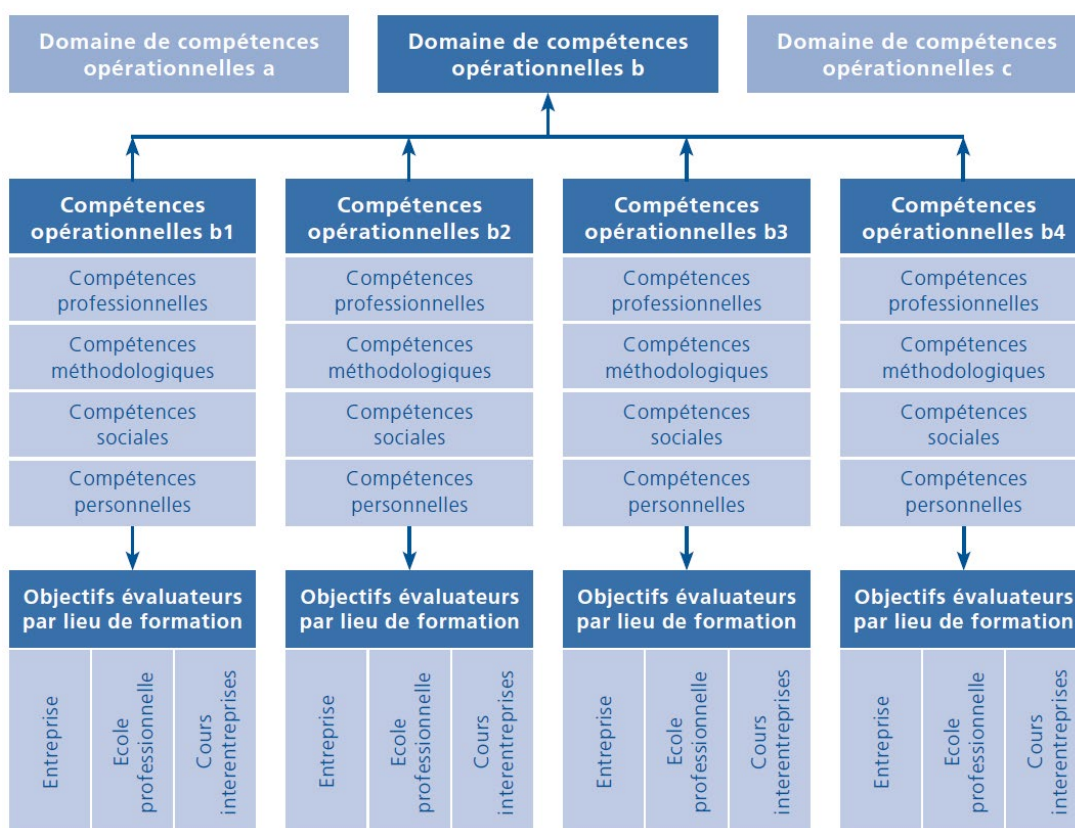 Domaine de compétences
opérationnelles a
Domaine de compétences
opérationnelles b
Domaine de compétences
opérationnelles c
Compétences
opérationnelles b1
Compétences
professionnelles
Compétences
méthodologiques
Compétences
sociales
Compétences
personnelles
Objectifs évaluateurs
par lieu de formation
Entreprise
Ecole
professionnelle
Cours
interentreprises
Compétences
opérationnelles b2
Compétences
professionnelles
Compétences
méthodologiques
Compétences
sociales
Compétences
personnelles
Objectifs évaluateurs
par lieu de formation
Entreprise
Ecole
professionnelle
Cours
interentreprises
Compétences
opérationnelles b3
Compétences
professionnelles
Compétences
méthodologiques
Compétences
sociales
Compétences
personnelles
Objectifs évaluateurs
par lieu de formation
Entreprise
Ecole
professionnelle
Cours
interentreprises
Compétences
opérationnelles b4
Compétences
professionnelles
Compétences
méthodologiques
Compétences
sociales
Compétences
personnelles
Objectifs évaluateurs
par lieu de formation
Entreprise
Ecole
professionnelle
Cours
interentreprises